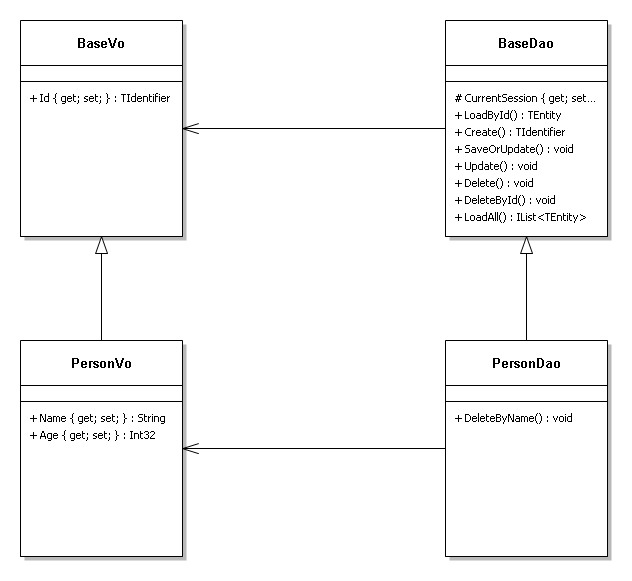 BaseVo
+ Id { get; set; } : TIdentifier
BaseDao
# CurrentSession { get; set...
+ LoadById() : TEntity
+ Create() : TIdentifier
+ SaveOrUpdate() : void
+ Update() : void
+ Delete() : void
+ DeleteById() : void
+ LoadAll() : IList<TEntity>
PersonVo
+ Name { get; set; } : String
+ Age { get; set; } : Int32
PersonDao
+ DeleteByName() : void